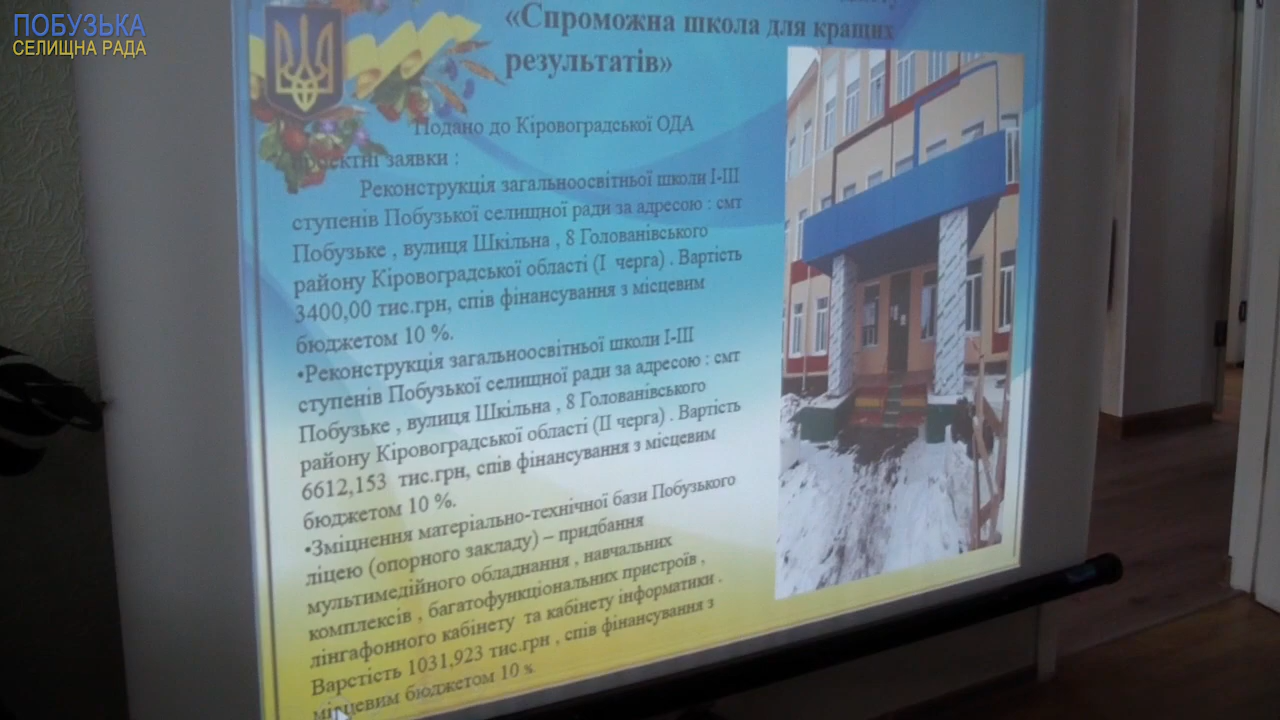 ПОБУЗЬКА
СЕЛИЩНА РАДА
«Спроможна школа для кращих
результатів»
Подано до Кіровоградської ОДА
проектні заявки :
Реконструкція загальноосвітньої школи І-ІІІ
ступенів Побузької селищної ради за адресою : смт
Побузьке , вулиця Шкільна , 8 Голованівського
району Кіровоградської області (І черга) . Вартість
3400,00 тис.грн, спів фінансування з місцевим
бюджетом 10 %.
•Реконструкція загальноосвітньої школи І-ІІІ
ступенів Побузької селищної ради за адресою : смт
Побузьке , вулиця Шкільна , 8 Голованівського
району Кіровоградської області (ІІ черга) . Вартість
6612,153 тис.грн, спів фінансування з місцевим
бюджетом 10 %.
•Зміцнення матеріально-технічної бази Побузького
ліцею (опорного закладу) – придбання
мультимедійного обладнання , навчальних
комплексів , багатофункціональних пристроїв ,
лінгафонного кабінету та кабінету інформатики .
Варстість 1031,923 тис.грн , спів фінансування з
місцевим бюджетом 10 %